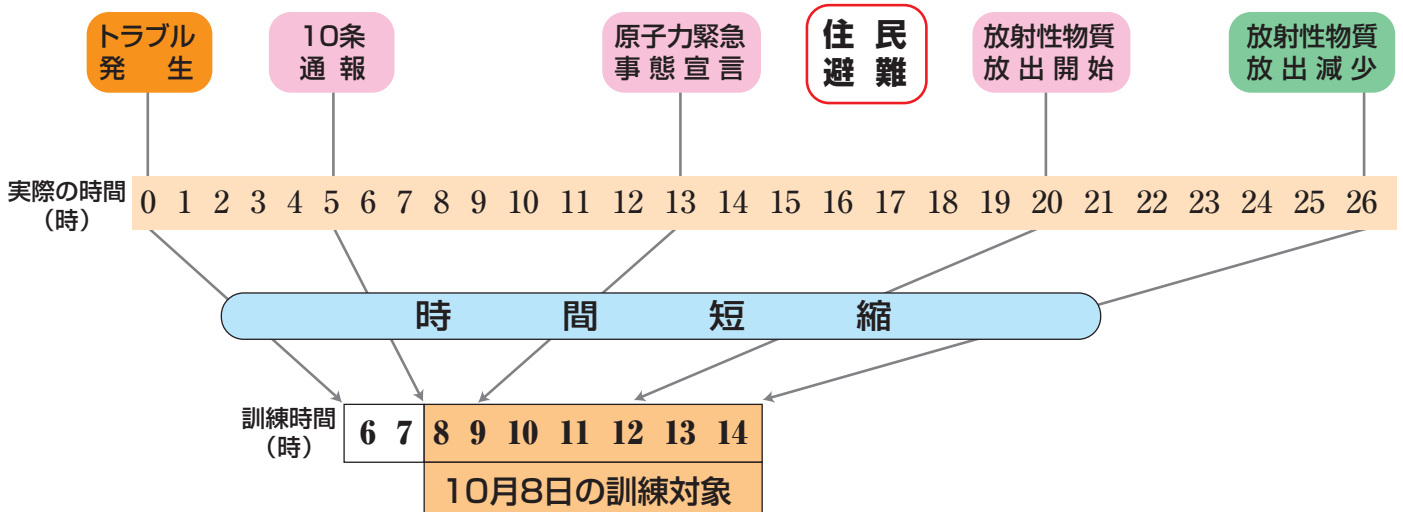 トラブル
発生
10条
通報
原子力緊急
事態宣言
住民
避難
放射性物質
放出開始
放射性物質
放出減少
実際の時間
（時）
0 1 2 3 4 5 6 7 8 9 10 11 12 13 14 15 16 17 18 19 20 21 22 23 24 25 26
時間短縮
訓練時間
（時）
6 7 8 9 10 11 12 13 14
10月8日の訓練対象